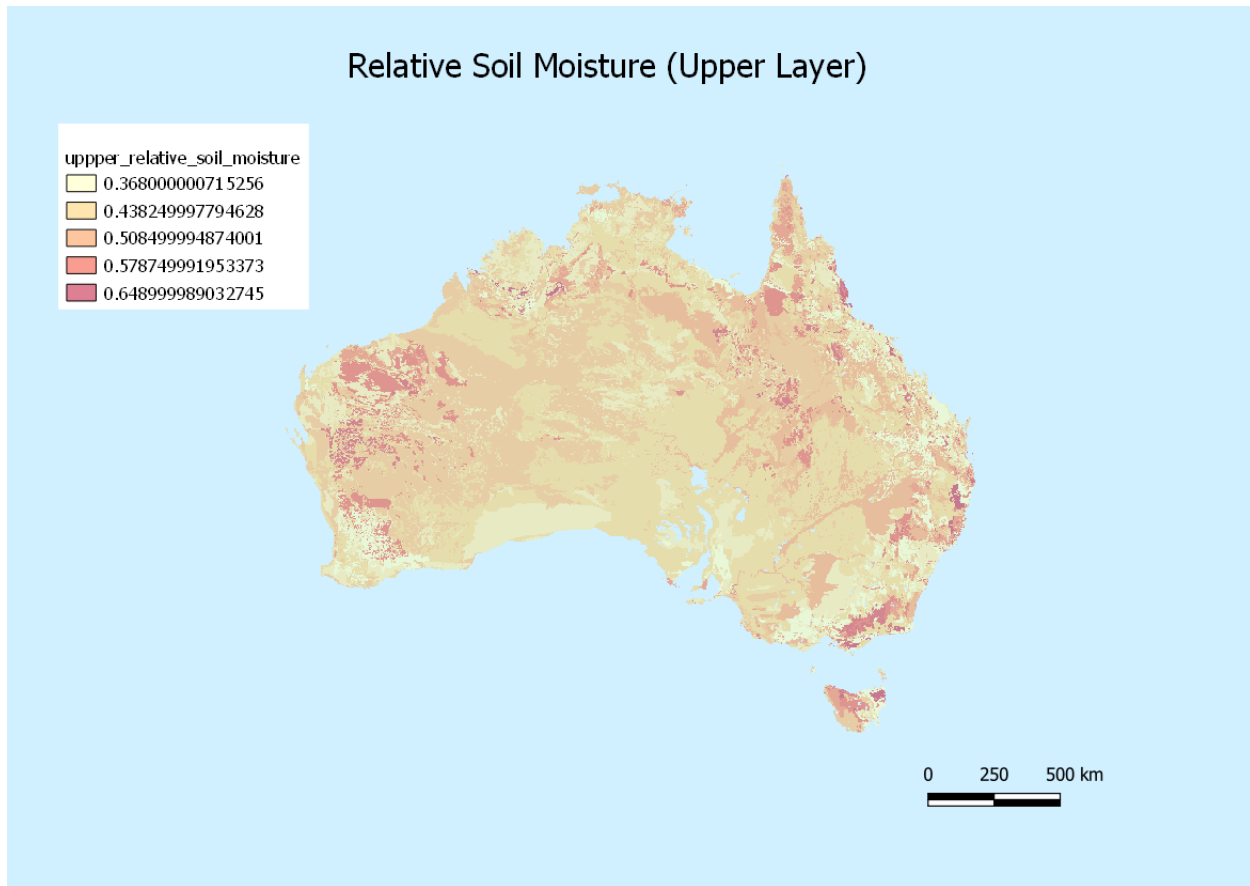 Relative Soil Moisture (Upper Layer)
uppper_relative_soil_moisture
0.368000000715256
0.438249997794628
0.508499994874001
0.578749991953373
0.648999989032745
0 250 500 km